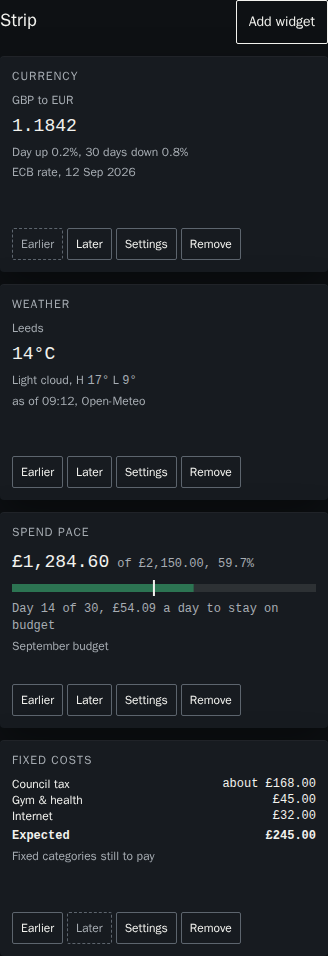 Strip
Add widget
CURRENCY
GBP to EUR
1.1842
Day up 0.2%, 30 days down 0.8%
ECB rate, 12 Sep 2026
Earlier Later Settings Remove
WEATHER
Leeds
14°C
Light cloud, H 17° L 9°
as of 09:12, Open-Meteo
Earlier Later Settings Remove
SPEND PACE
£1,284.60 of £2,150.00, 59.7%
Day 14 of 30, £54.09 a day to stay on
budget
September budget
Earlier Later Settings Remove
FIXED COSTS
Council tax about £168.00
Gym & health £45.00
Internet £32.00
Expected £245.00
Fixed categories still to pay
Earlier Later Settings Remove